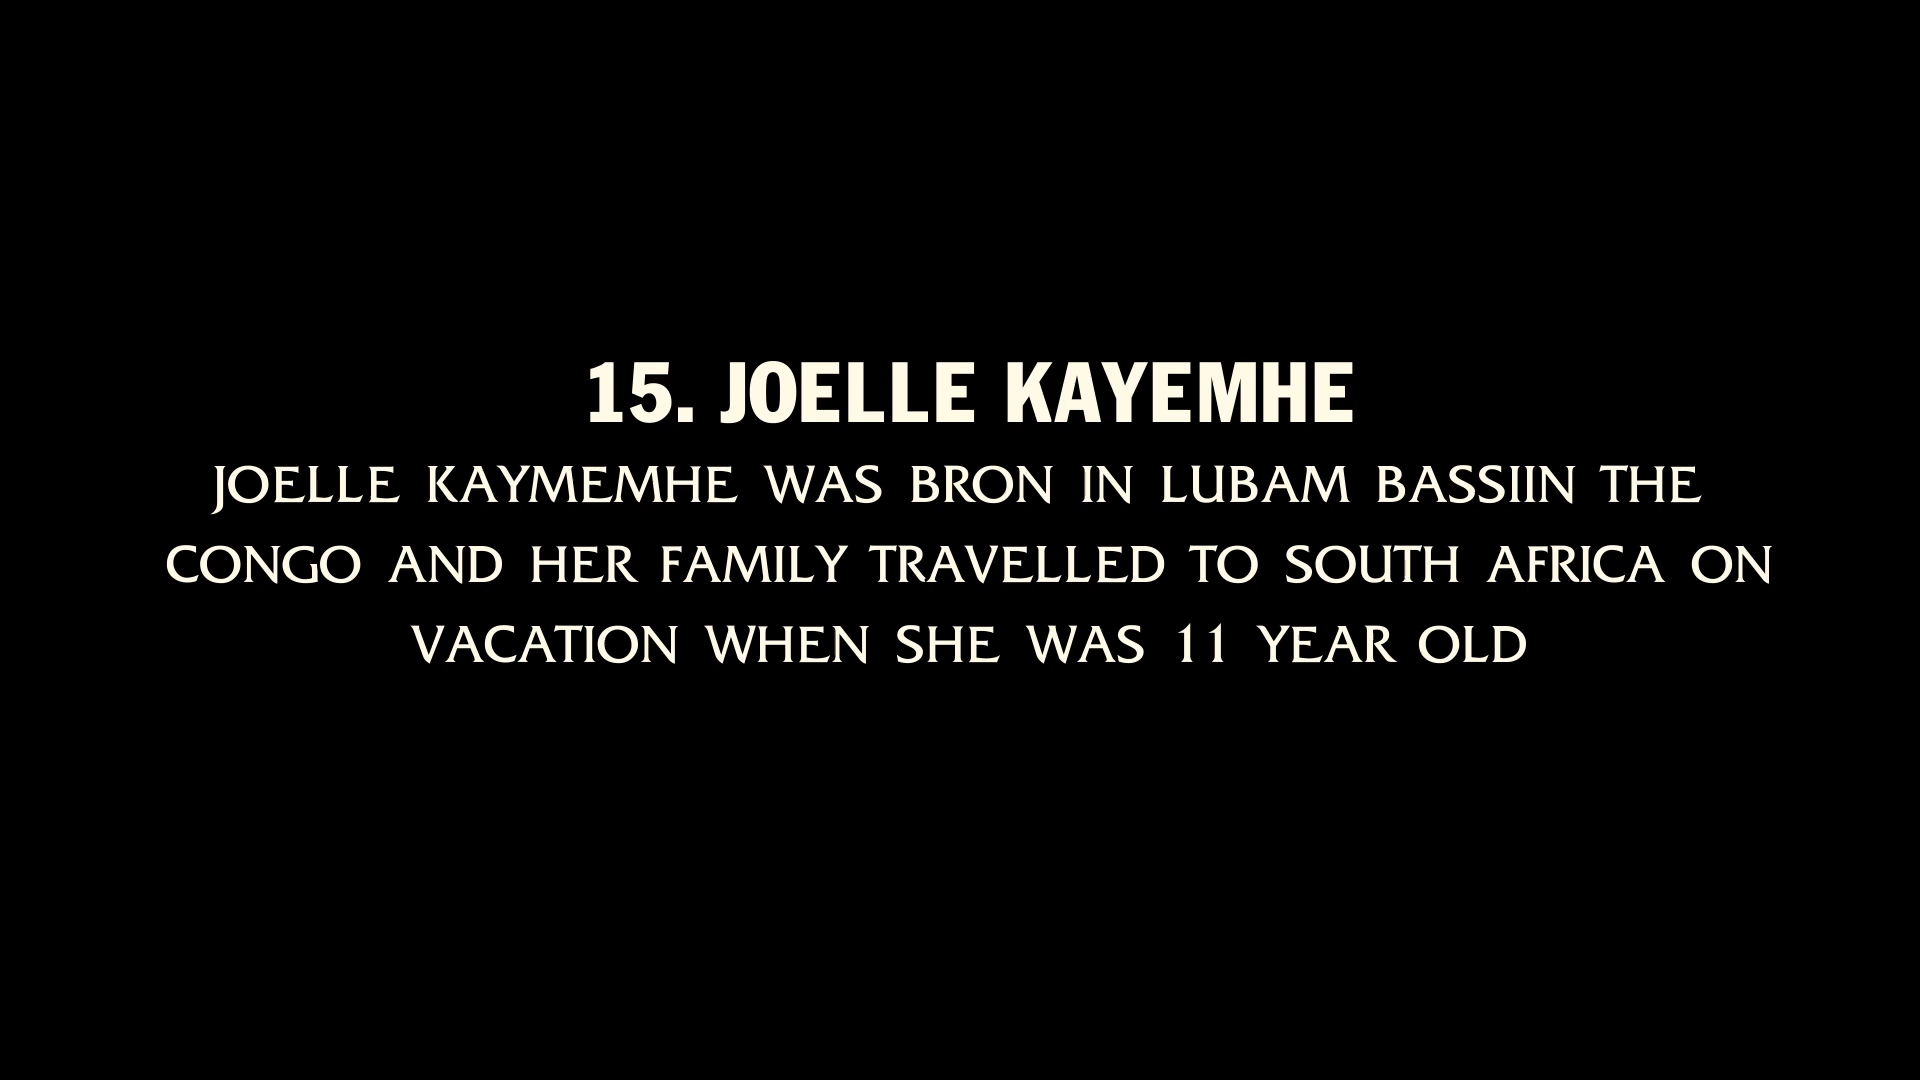 15. JOELLE KAYEMHE
JOELLE KAYMEMHE WAS BRON IN LUBAM BASSIIN THE
CONGO AND HER FAMILY TRAVELLED TO SOUTH AFRICA ON
VACATION WHEN SHE WAS 11 YEAR OLD